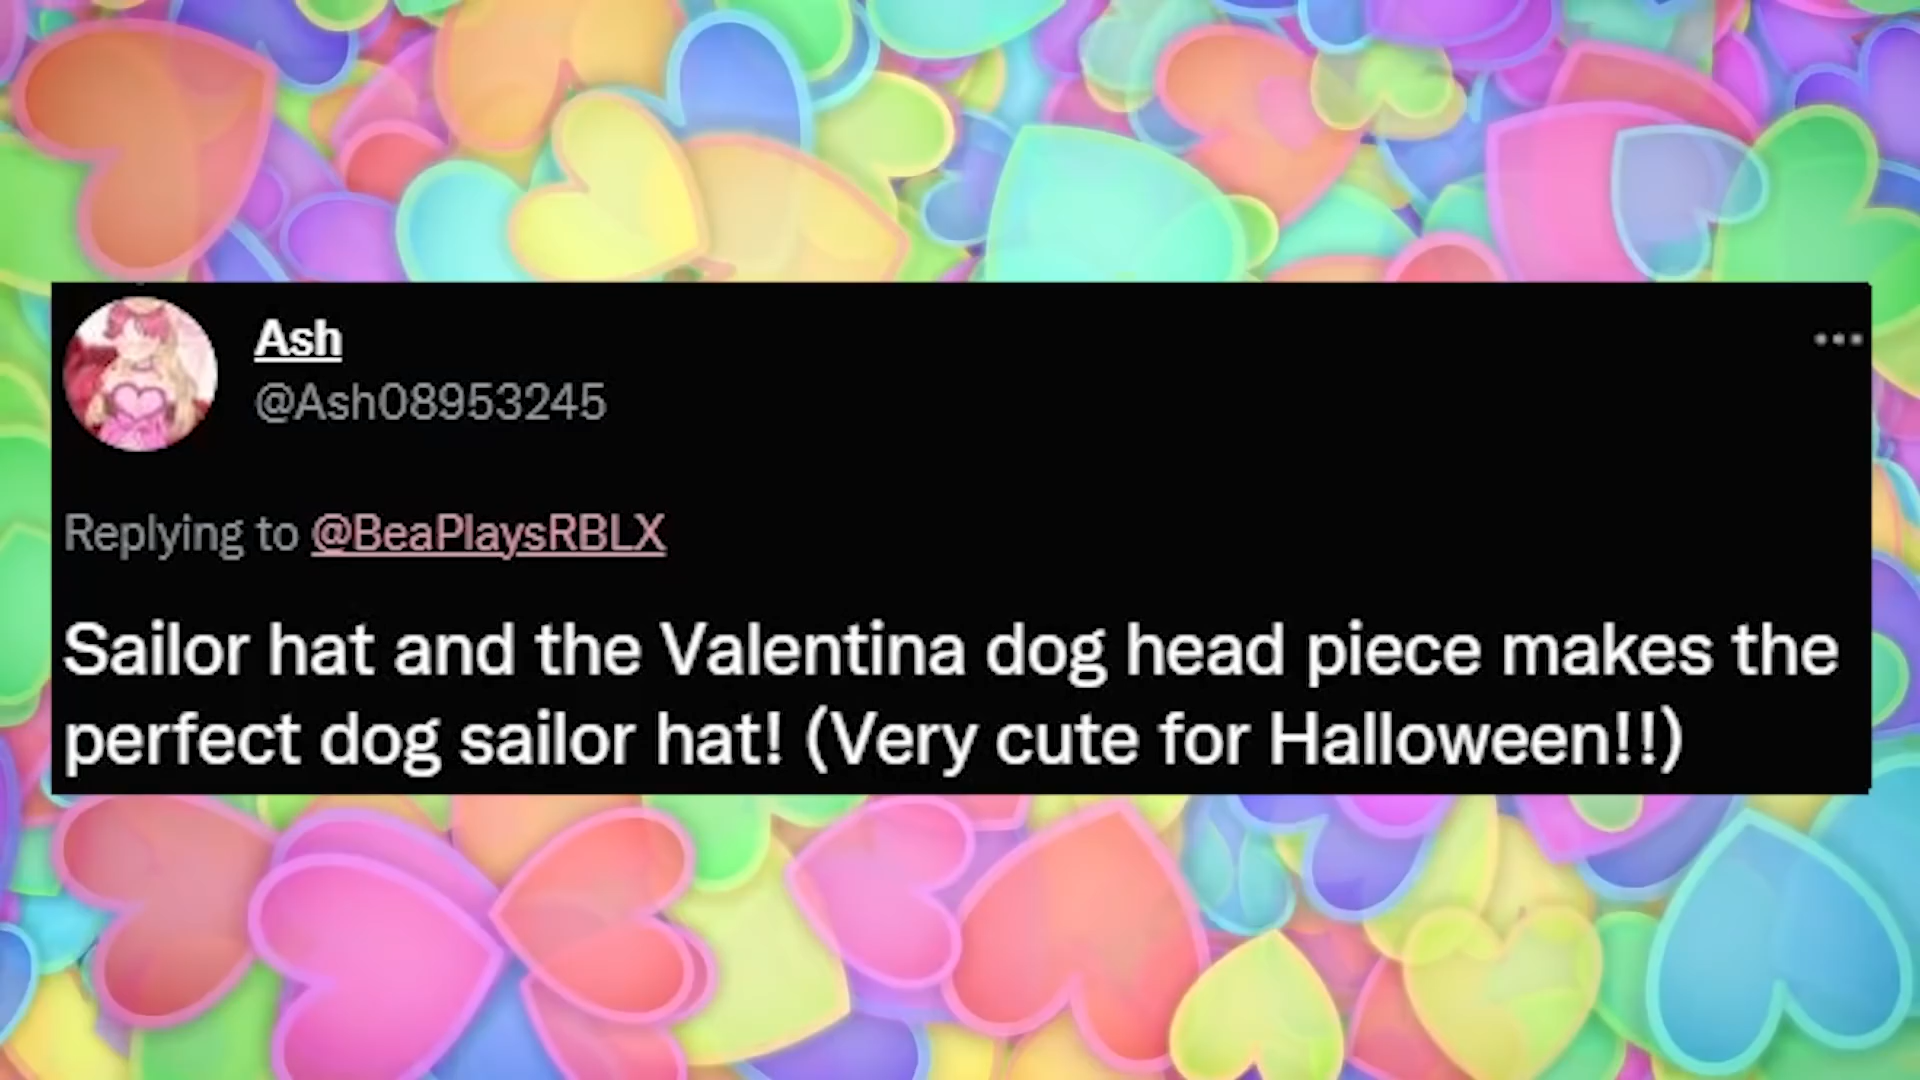 Ash
@Ash08953245
Replying to @BeaPlaysRBLX
Sailor hat and the Valentina dog head piece makes the
perfect dog sailor hat! (Very cute for Halloween!!)